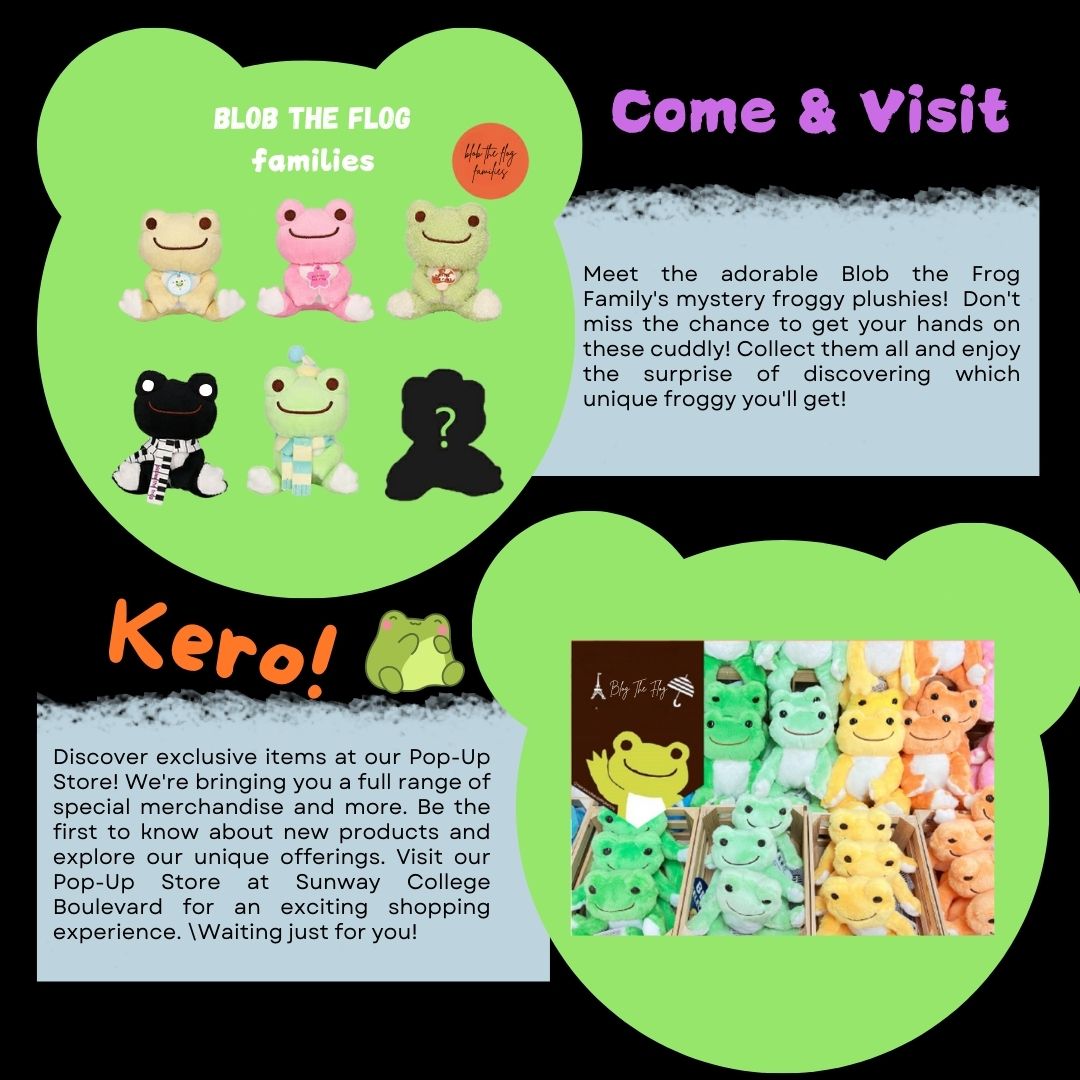 BLOB THE FLOG
families
blob the flog
families
Come & Visit
Meet the adorable Blob the Frog
Family's mystery froggy plushies! Don't
miss the chance to get your hands on
these cuddly! Collect them all and enjoy
the surprise of discovering which
unique froggy you'll get!
?
Kero!
Discover exclusive items at our Pop-Up
Store! We're bringing you a full range of
special merchandise and more. Be the
first to know about new products and
explore our unique offerings. Visit our
Pop-Up Store at Sunway College
Boulevard for an exciting shopping
experience. \Waiting just for you!
Blog The Flog